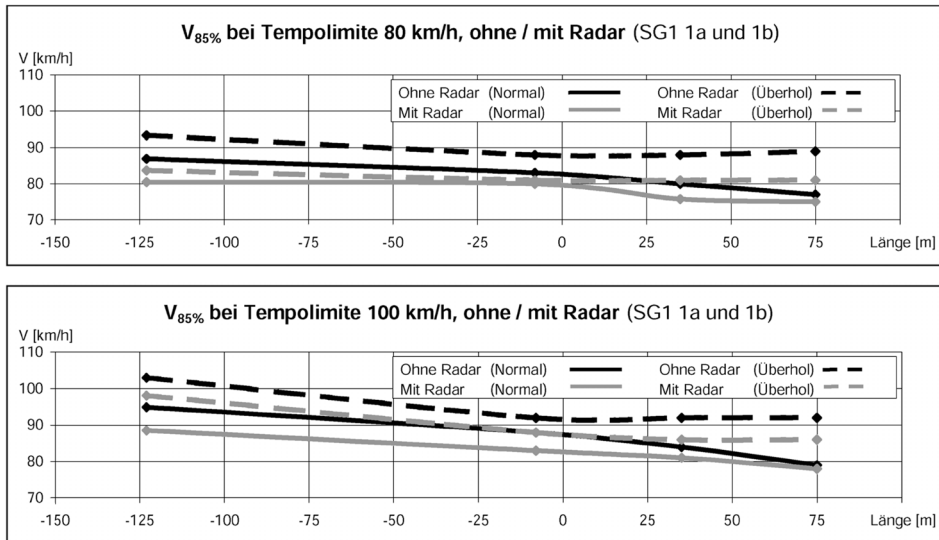 V85% bei Tempolimite 80 km/h, ohne / mit Radar (SG1 1a und 1b)
V [km/h]
110
Ohne Radar (Normal) Ohne Radar (Überhol)
100
Mit Radar (Normal) Mit Radar (Überhol)
90
80
70
-150 -125 -100 -75 -50 -25 0 25 50 75 Länge [m]
V85% bei Tempolimite 100 km/h, ohne / mit Radar (SG1 1a und 1b)
V [km/h]
110
Ohne Radar (Normal) Ohne Radar (Überhol)
100
Mit Radar (Normal) Mit Radar (Überhol)
90
80
70
-150 -125 -100 -75 -50 -25 0 25 50 75 Länge [m]